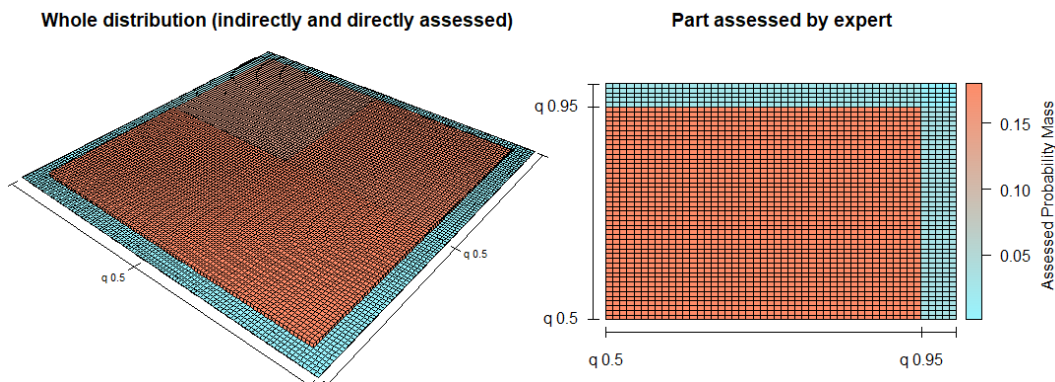 Whole distribution (indirectly and directly assessed)
q 0.5
q 0.5
Part assessed by expert
q 0.95
q 0.5
q 0.5
q 0.95
0.15
0.10
0.05
Assessed Probability Mass